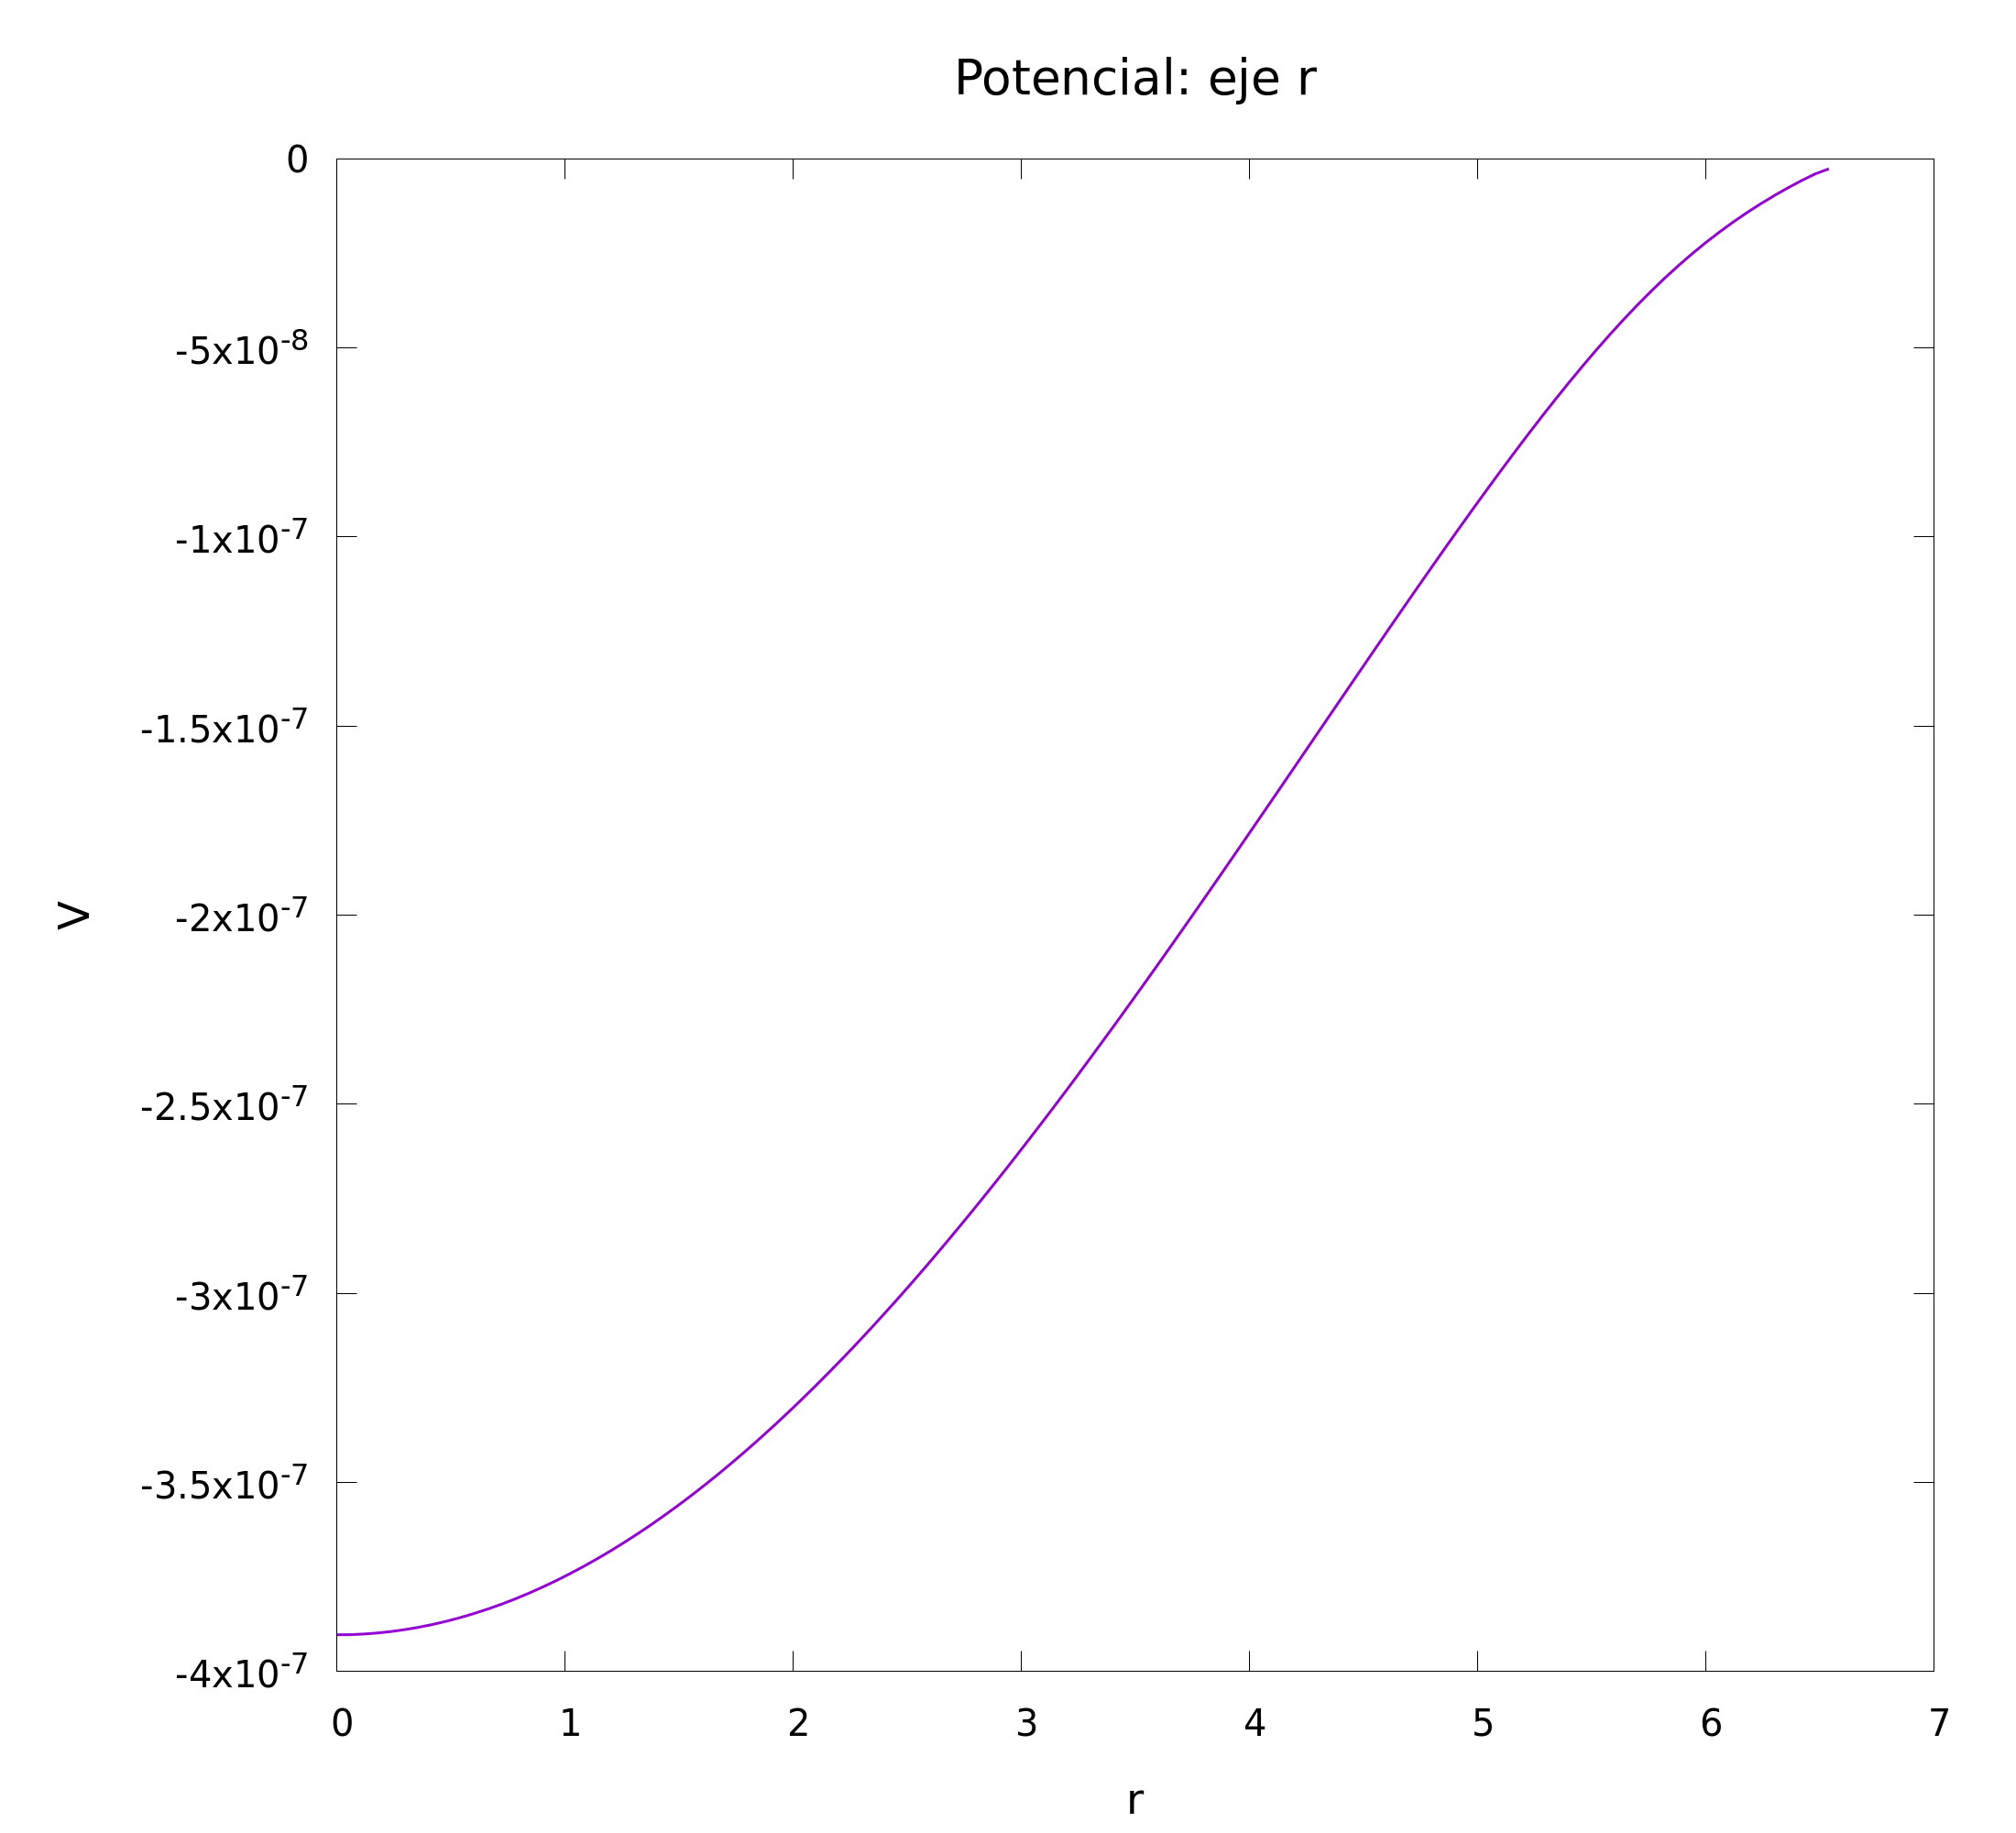 Potencial: eje r
0
-5x10⁻⁸
-1x10⁻⁷
-1.5x10⁻⁷
-2x10⁻⁷
-2.5x10⁻⁷
-3x10⁻⁷
-3.5x10⁻⁷
-4x10⁻⁷
V
0 1 2 3 4 5 6 7
r